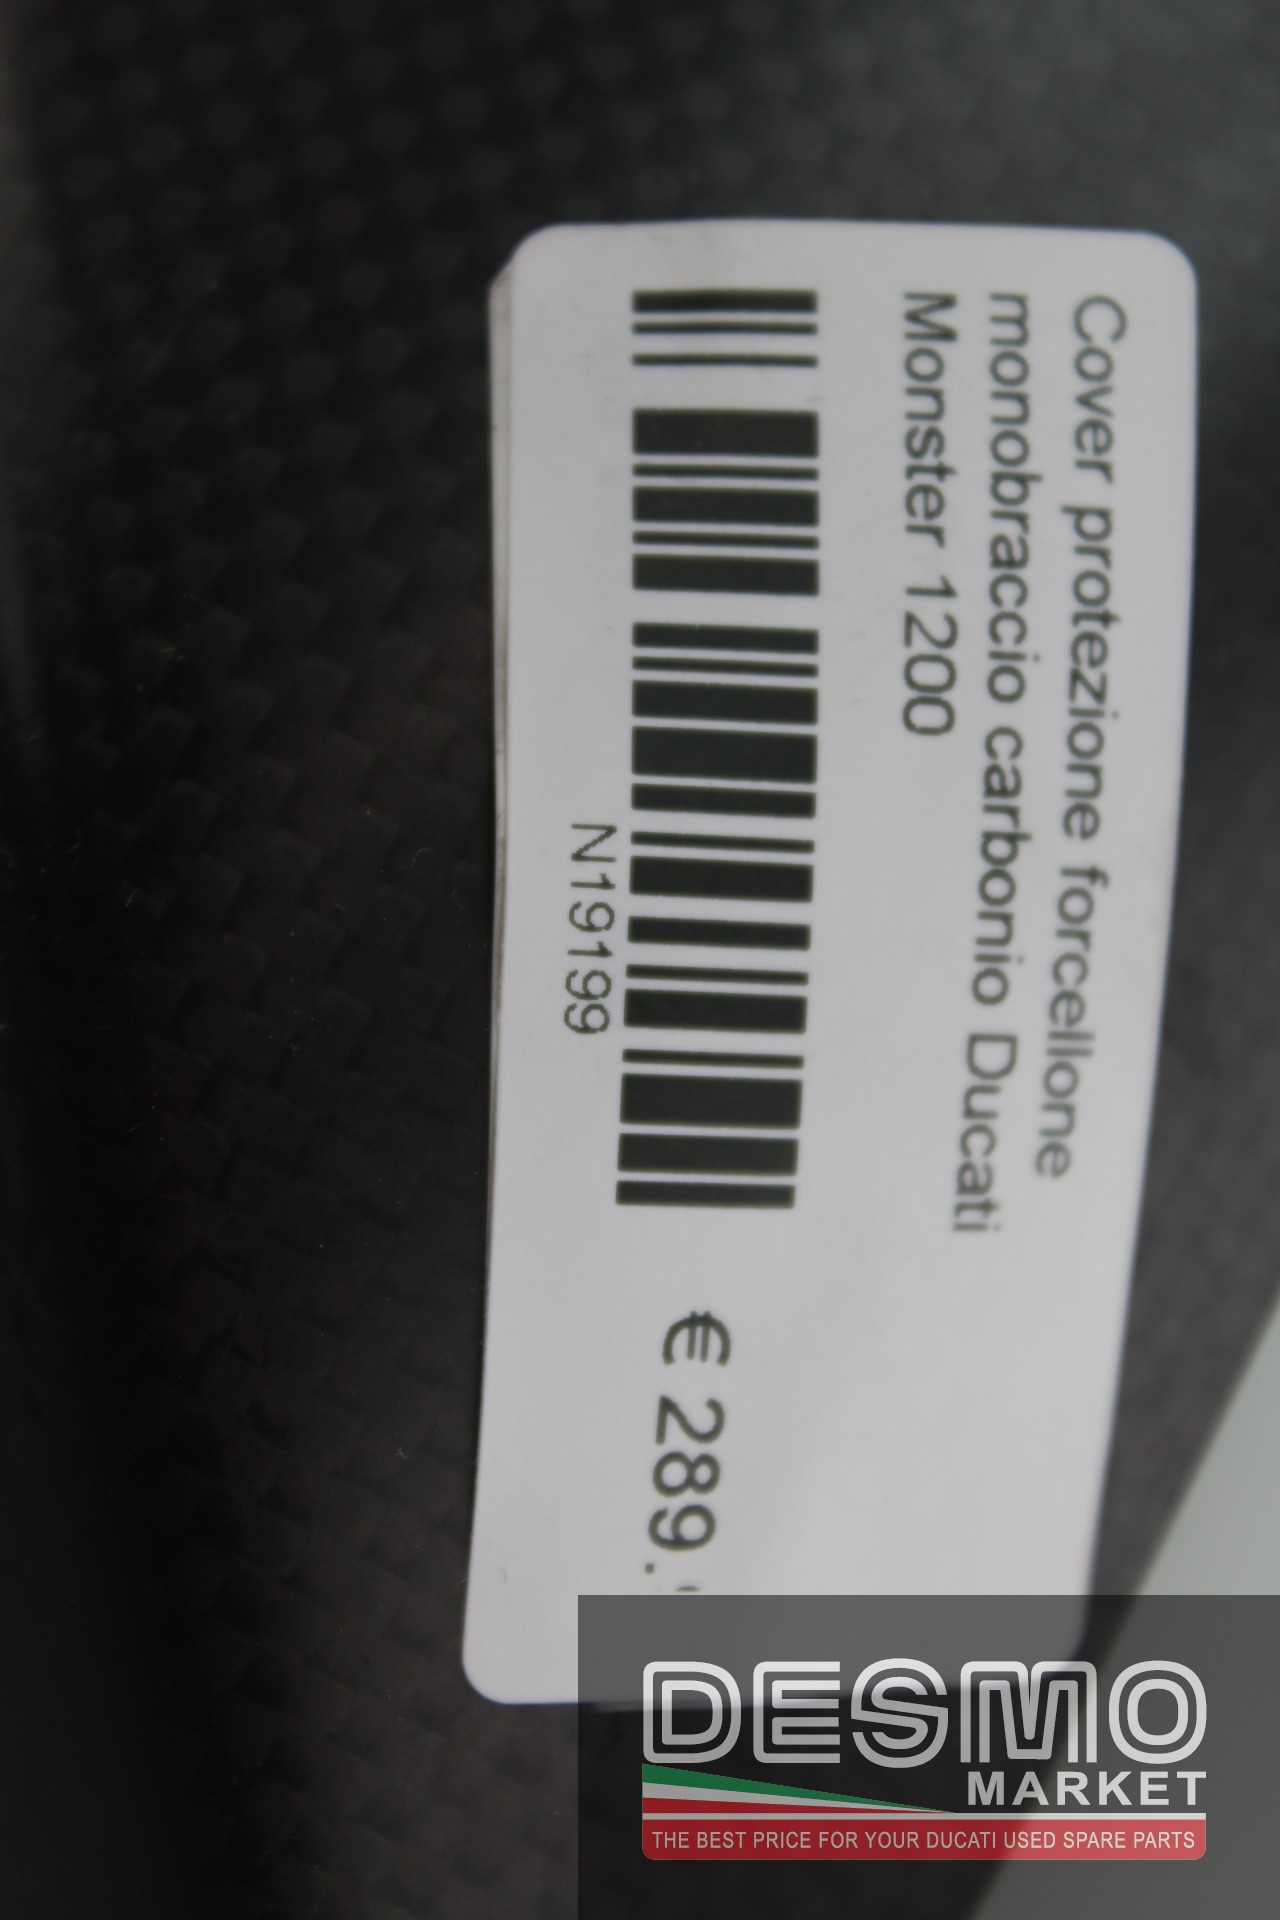 Cover protezione forcellone
monobraccio carbonio Ducati
Monster 1200
N19199
€ 289.
DESMO
MARKET
THE BEST PRICE FOR YOUR DUCATI USED SPARE PARTS